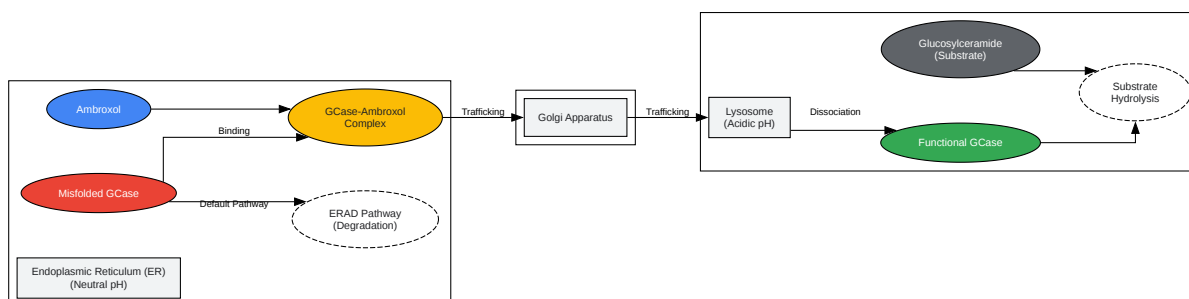 Ambroxol
Binding
GCase-Ambroxol
Complex
Misfolded GCase
Default Pathway
ERAD Pathway
(Degradation)
Endoplasmic Reticulum (ER)
(Neutral pH)
Trafficking
Golgi Apparatus
Trafficking
Lysosome
(Acidic pH)
Dissociation
Glucosylceramide
(Substrate)
Functional GCase
Substrate
Hydrolysis